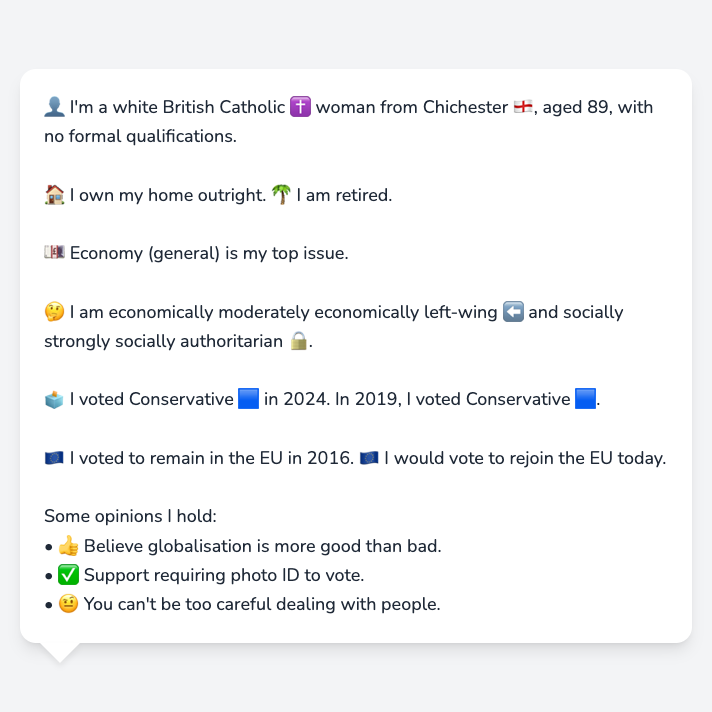 👤 I'm a white British Catholic ✝️ woman from Chichester 🏴󠁧󠁢󠁥󠁮󠁧󠁿, aged 89, with
no formal qualifications.
🏠 I own my home outright. 🌴 I am retired.
💷 Economy (general) is my top issue.
🤔 I am economically moderately economically left-wing ⬅️ and socially
strongly socially authoritarian 🔒.
🗳️ I voted Conservative 🟦 in 2024. In 2019, I voted Conservative 🟦.
🇪🇺 I voted to remain in the EU in 2016. 🇪🇺 I would vote to rejoin the EU today.
Some opinions I hold:
• 👍 Believe globalisation is more good than bad.
• ✅ Support requiring photo ID to vote.
• 🤨 You can't be too careful dealing with people.